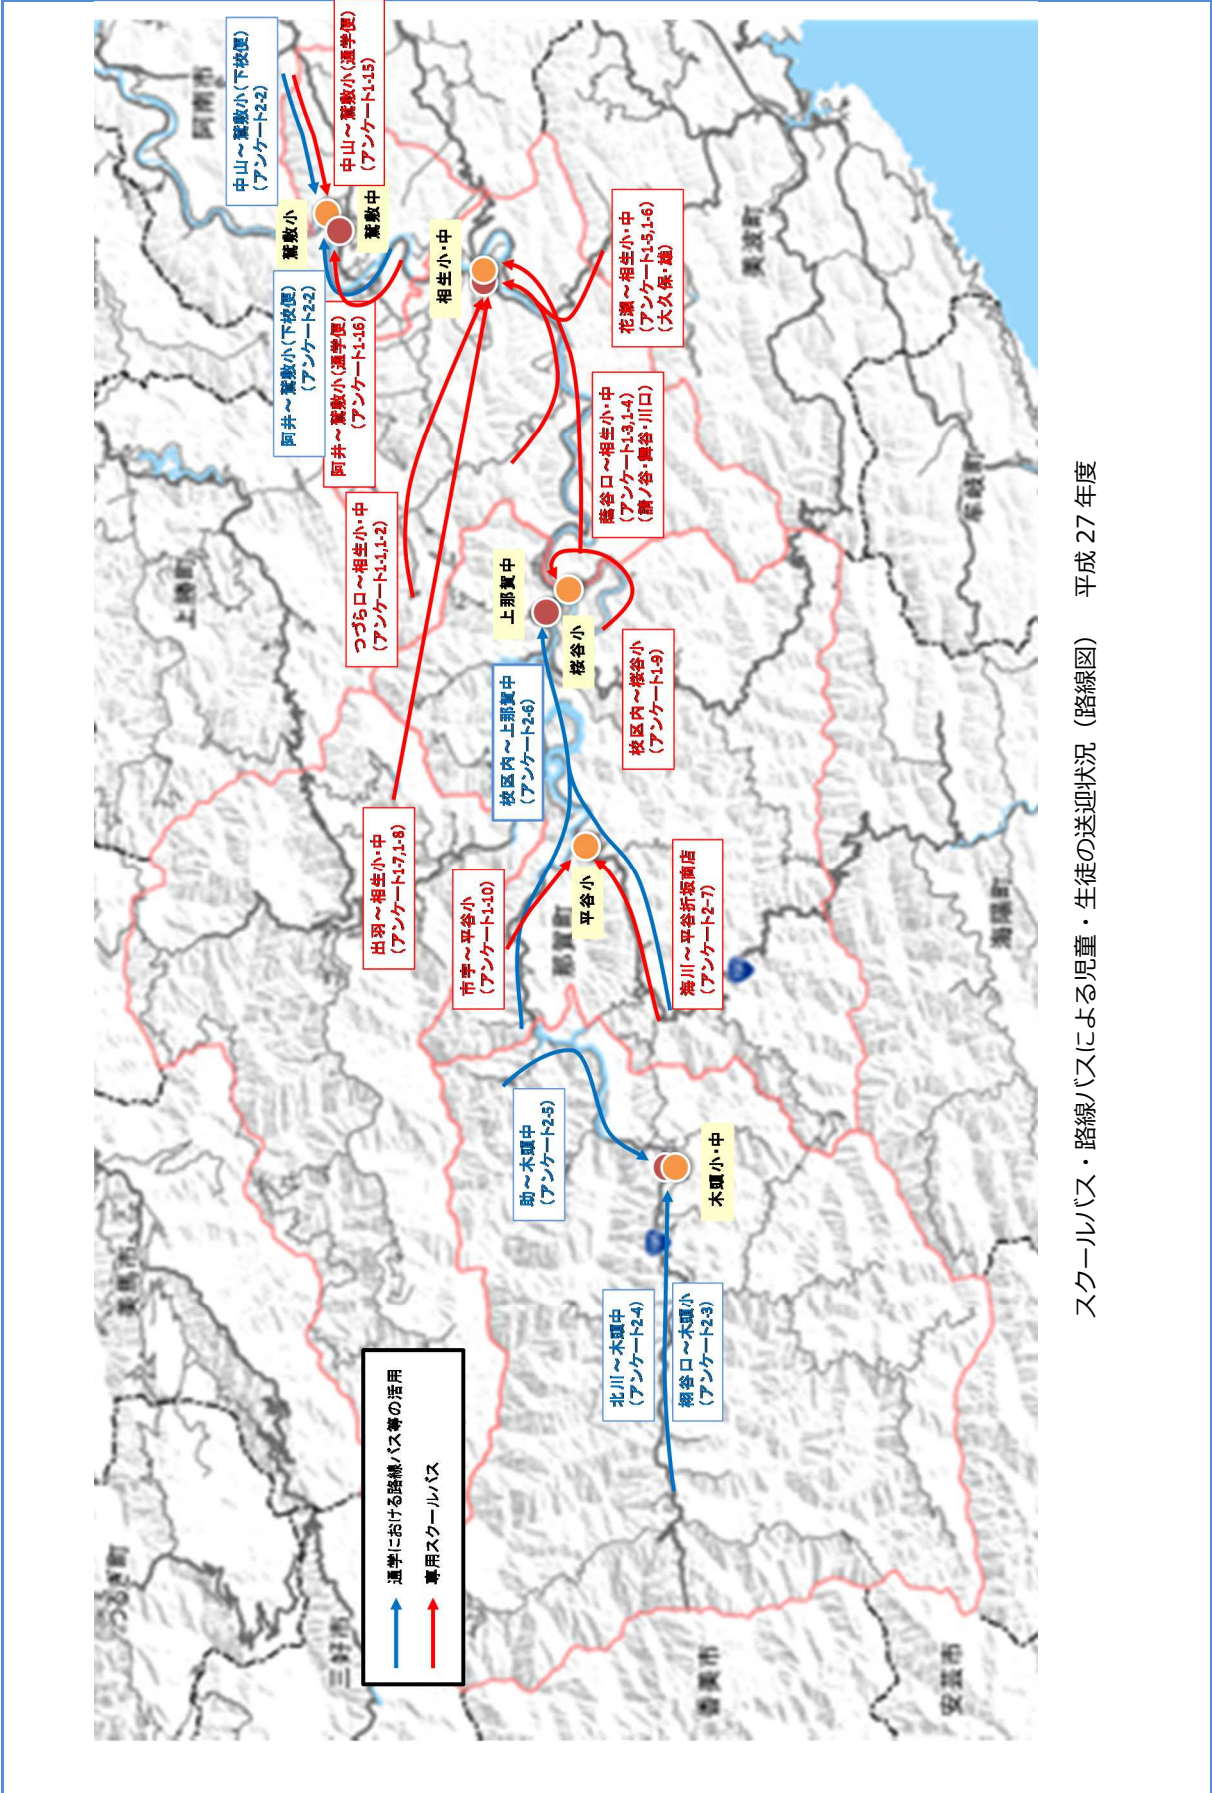 スクールバス・路線バスによる児童・生徒の送迎状況（路線図）　平成 27 年度
通学における路線バス等の活用
専用スクールバス
つるぎ町
三好市
美馬市
香美市
安芸市
上勝町
阿南市
那賀町
海陽町
牟岐町
美波町
北川～木頭中
（アンケート2-4）
栩谷口～木頭小
（アンケート2-3）
木頭小・中
助～木頭中
（アンケート2-5）
市宇～平谷小
（アンケート1-10）
平谷小
海川～平谷折坂商店
（アンケート2-7）
出羽～相生小・中
（アンケート1-7,1-8）
校区内～上那賀中
（アンケート2-6）
上那賀中
桜谷小
校区内～桜谷小
（アンケート1-9）
つづら口～相生小・中
（アンケート1-1,1-2）
蔭谷口～相生小・中
（アンケート1-3,1-4）
花瀬～相生小・中
（アンケート1-5,1-6）
（大久保・雄）
相生小・中
阿井～鷲敷小（下校便）
（アンケート2-2）
阿井～鷲敷小（通学便）
（アンケート1-16）
鷲敷小
鷲敷中
中山～鷲敷小（下校便）
（アンケート2-2）
中山～鷲敷小（通学便）
（アンケート1-15）